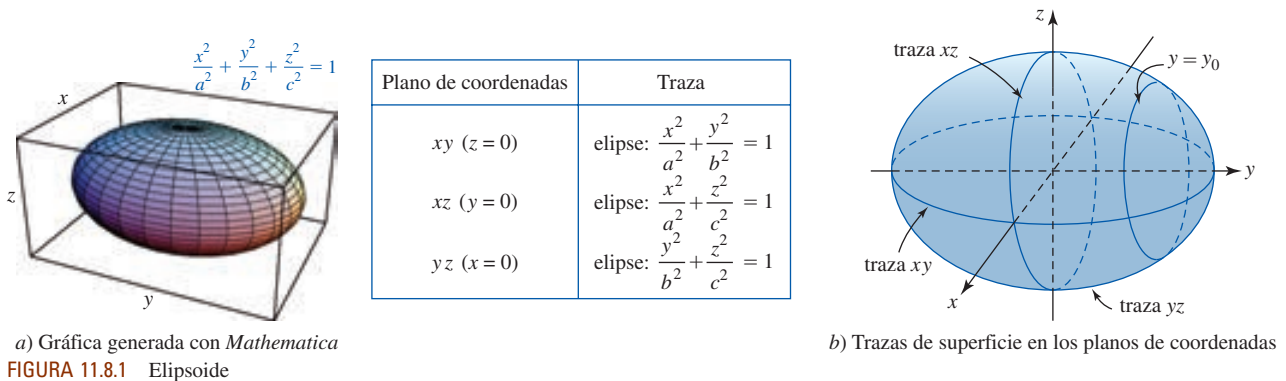 x²/a² + y²/b² + z²/c² = 1
x
z
y
Plano de coordenadas Traza
xy (z = 0) elipse: x²/a² + y²/b² = 1
xz (y = 0) elipse: x²/a² + z²/c² = 1
yz (x = 0) elipse: y²/b² + z²/c² = 1
z
traza xz
y = y₀
y
traza xy
x
traza yz
a) Gráfica generada con Mathematica
b) Trazas de superficie en los planos de coordenadas
FIGURA 11.8.1 Elipsoide